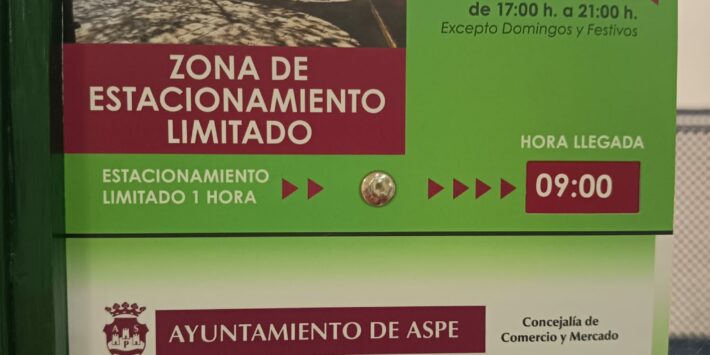 de 17:00 h. a 21:00 h.
Excepto Domingos y Festivos
ZONA DE
ESTACIONAMIENTO
LIMITADO
HORA LLEGADA
ESTACIONAMIENTO
LIMITADO 1 HORA
09:00
A S
P
AYUNTAMIENTO DE ASPE
Concejalía de
Comercio y Mercado